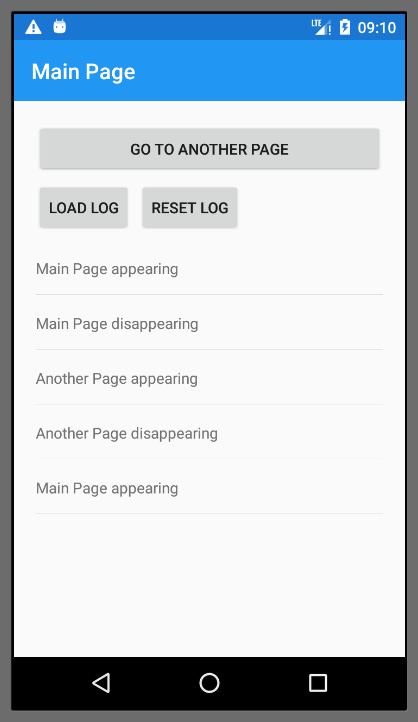 LTE 09:10
Main Page
GO TO ANOTHER PAGE
LOAD LOG RESET LOG
Main Page appearing
Main Page disappearing
Another Page appearing
Another Page disappearing
Main Page appearing